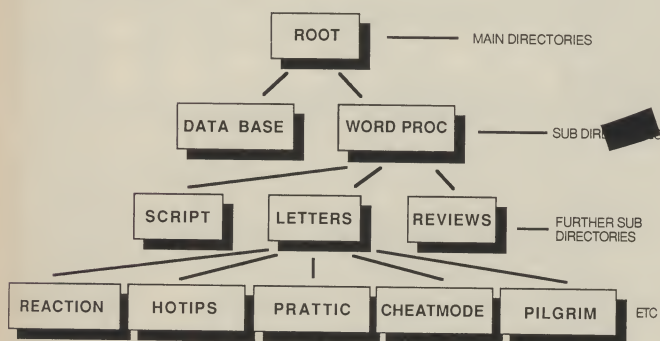 ROOT
MAIN DIRECTORIES
DATA BASE
WORD PROC
SUB
SCRIPT
LETTERS
REVIEWS
FURTHER SUB
DIRECTORIES
REACTION
HOTIPS
PRATTIC
CHEATMODE
PILGRIM
ETC